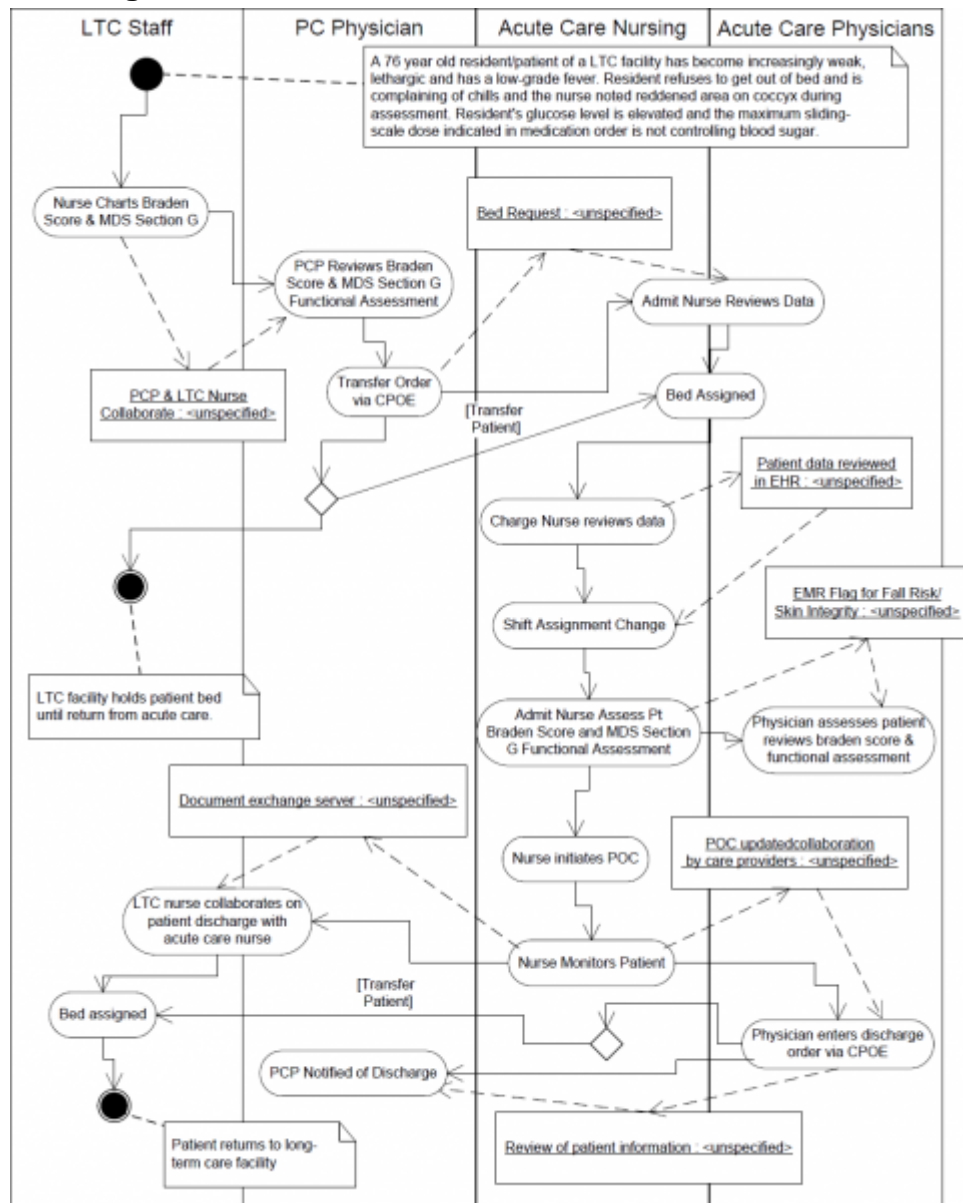 LTC Staff
PC Physician
Acute Care Nursing
Acute Care Physicians
A 76 year old resident/patient of a LTC facility has become increasingly weak,
lethargic and has a low-grade fever. Resident refuses to get out of bed and is
complaining of chills and the nurse noted reddened area on coccyx during
assessment. Resident's glucose level is elevated and the maximum sliding-
scale dose indicated in medication order is not controlling blood sugar.
Nurse Charts Braden
Score & MDS Section G
Bed Request : <unspecified>
PCP Reviews Braden
Score & MDS Section G
Functional Assessment
Admit Nurse Reviews Data
PCP & LTC Nurse
Collaborate : <unspecified>
Transfer Order
via CPOE
[Transfer
Patient]
Bed Assigned
Patient data reviewed
in EHR : <unspecified>
Charge Nurse reviews data
EMR Flag for Fall Risk/
Skin Integrity : <unspecified>
Shift Assignment Change
LTC facility holds patient bed
until return from acute care.
Admit Nurse Assess Pt
Braden Score and MDS Section
G Functional Assessment
Physician assesses patient
reviews braden score &
functional assessment
Document exchange server : <unspecified>
Nurse initiates POC
POC updatedcollaboration
by care providers : <unspecified>
LTC nurse collaborates on
patient discharge with
acute care nurse
Nurse Monitors Patient
[Transfer
Patient]
Bed assigned
Physician enters discharge
order via CPOE
PCP Notified of Discharge
Patient returns to long-
term care facility
Review of patient information : <unspecified>